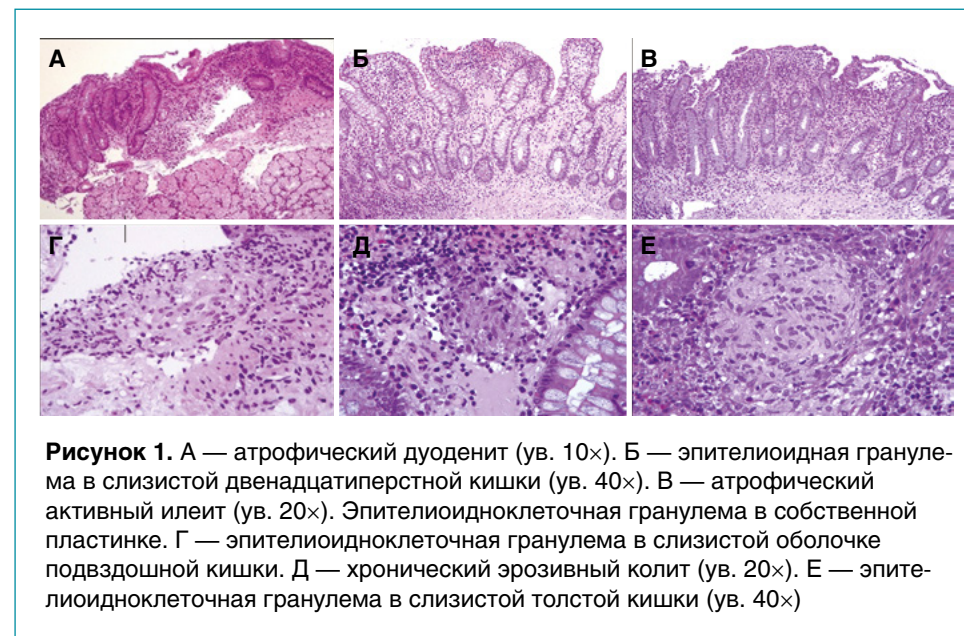 А
Б
В
Г
Д
Е
Рисунок 1. А — атрофический дуоденит (ув. 10×). Б — эпителиоидная грануле-
ма в слизистой двенадцатиперстной кишки (ув. 40×). В — атрофический
активный илеит (ув. 20×). Эпителиоидноклеточная гранулема в собственной
пластинке. Г — эпителиоидноклеточная гранулема в слизистой оболочке
подвздошной кишки. Д — хронический эрозивный колит (ув. 20×). Е — эпите-
лиоидноклеточная гранулема в слизистой толстой кишки (ув. 40×)